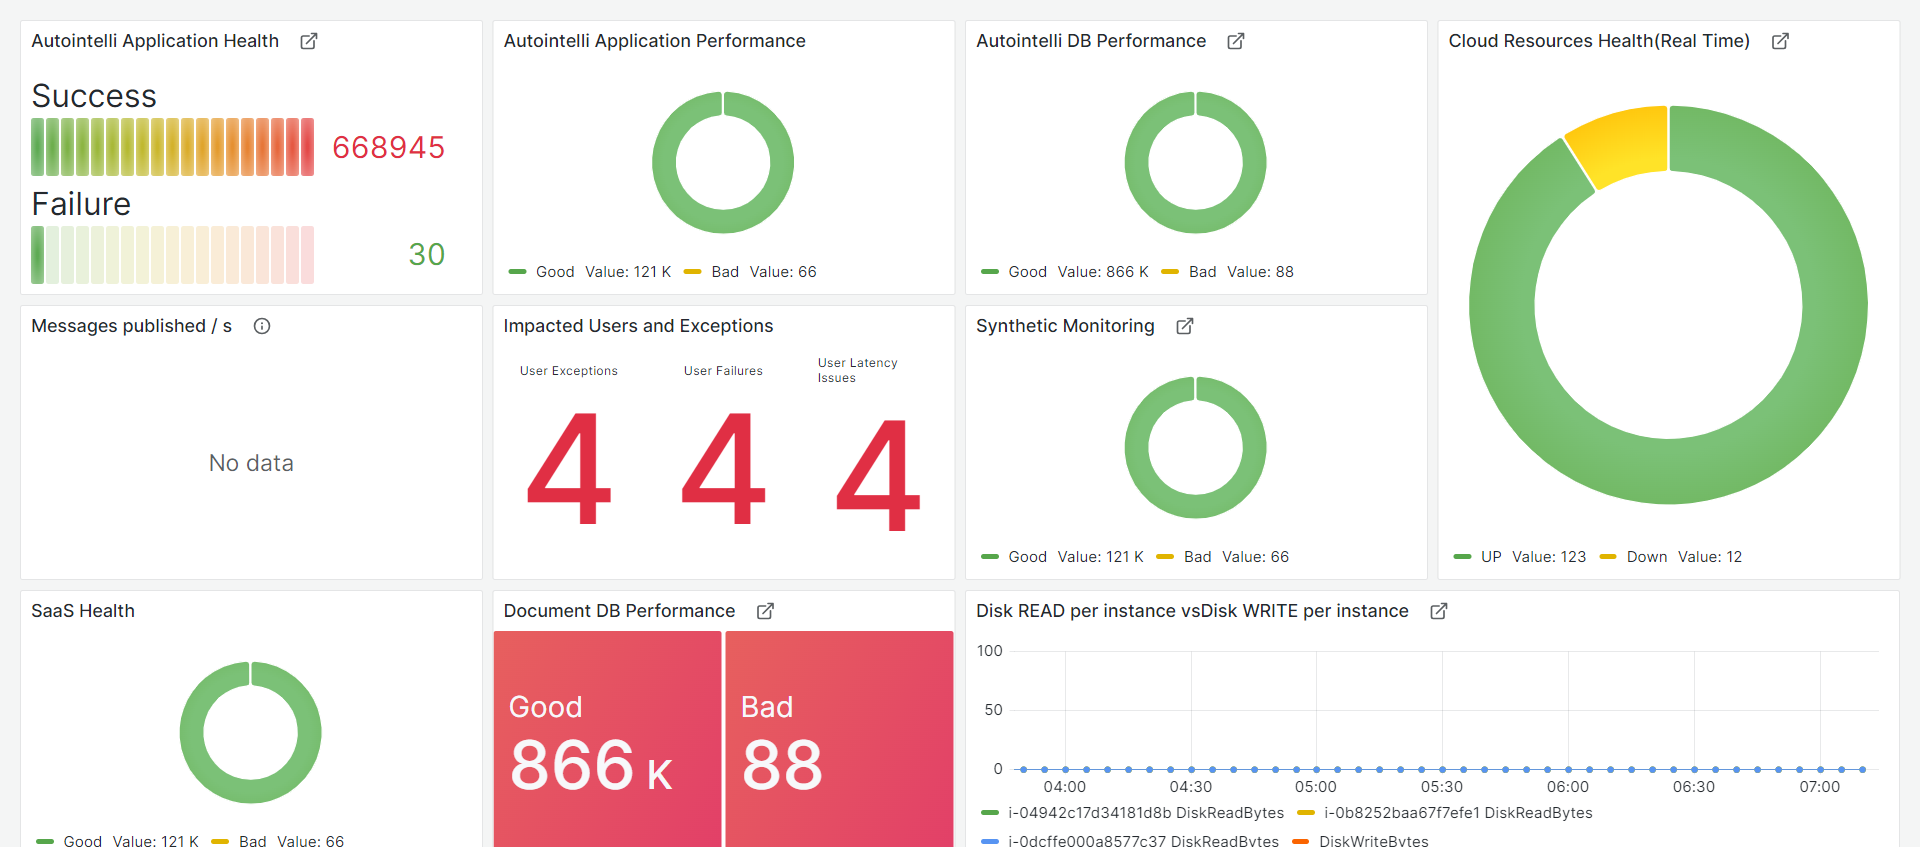 Autointelli Application Health
Success
668945
Failure
30
Autointelli Application Performance
Good Value: 121 K Bad Value: 66
Autointelli DB Performance
Good Value: 866 K Bad Value: 88
Cloud Resources Health(Real Time)
UP Value: 123 Down Value: 12
Messages published / s
No data
Impacted Users and Exceptions
User Exceptions
4
User Failures
4
User Latency
Issues
4
Synthetic Monitoring
Good Value: 121 K Bad Value: 66
SaaS Health
Good Value: 121 K Bad Value: 66
Document DB Performance
Good
866 K
Bad
88
Disk READ per instance vsDisk WRITE per instance
100
50
0
04:00 04:30 05:00 05:30 06:00 06:30 07:00
i-04942c17d34181d8b DiskReadBytes i-0b8252baa67f7efe1 DiskReadBytes
i-0dcffe000a8577c37 DiskReadBytes DiskWriteBytes